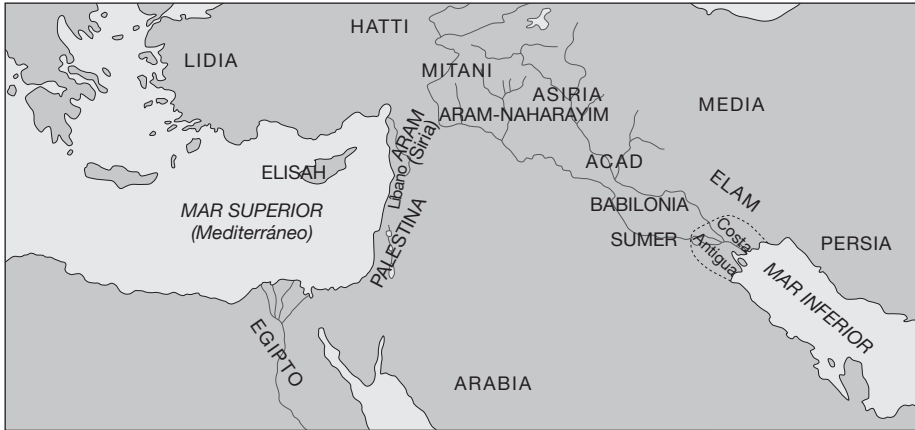 HATTI
LIDIA
MITANI
ASIRIA
ARAM-NAHARAYIM
MEDIA
ARAM
(Siria)
Líbano
ACAD
ELISAH
ELAM
BABILONIA
MAR SUPERIOR
(Mediterráneo)
PALESTINA
SUMER
Costa
Antigua
PERSIA
MAR INFERIOR
EGIPTO
ARABIA